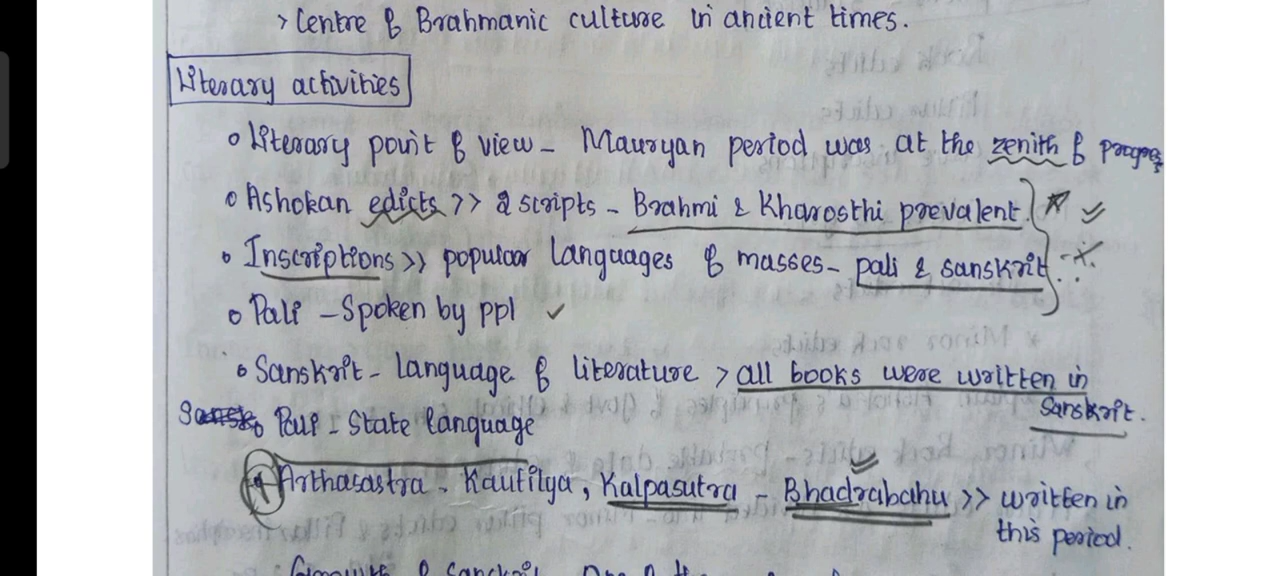 > Centre of Brahmanic culture in ancient times.
Literary activities
o Literary point of view - Mauryan period was at the zenith of progres
o Ashokan edicts >> 2 scripts - Brahmi & Kharosthi prevalent
o Inscriptions >> popular languages of masses - pali & sanskrit
o Pali - Spoken by ppl ✓
o Sanskrit - language of literature > all books were written in
Sanskrit.
o Pali - State language
Arthasastra - Kautilya, Kalpasutra - Bhadrabahu >> written in
this period.